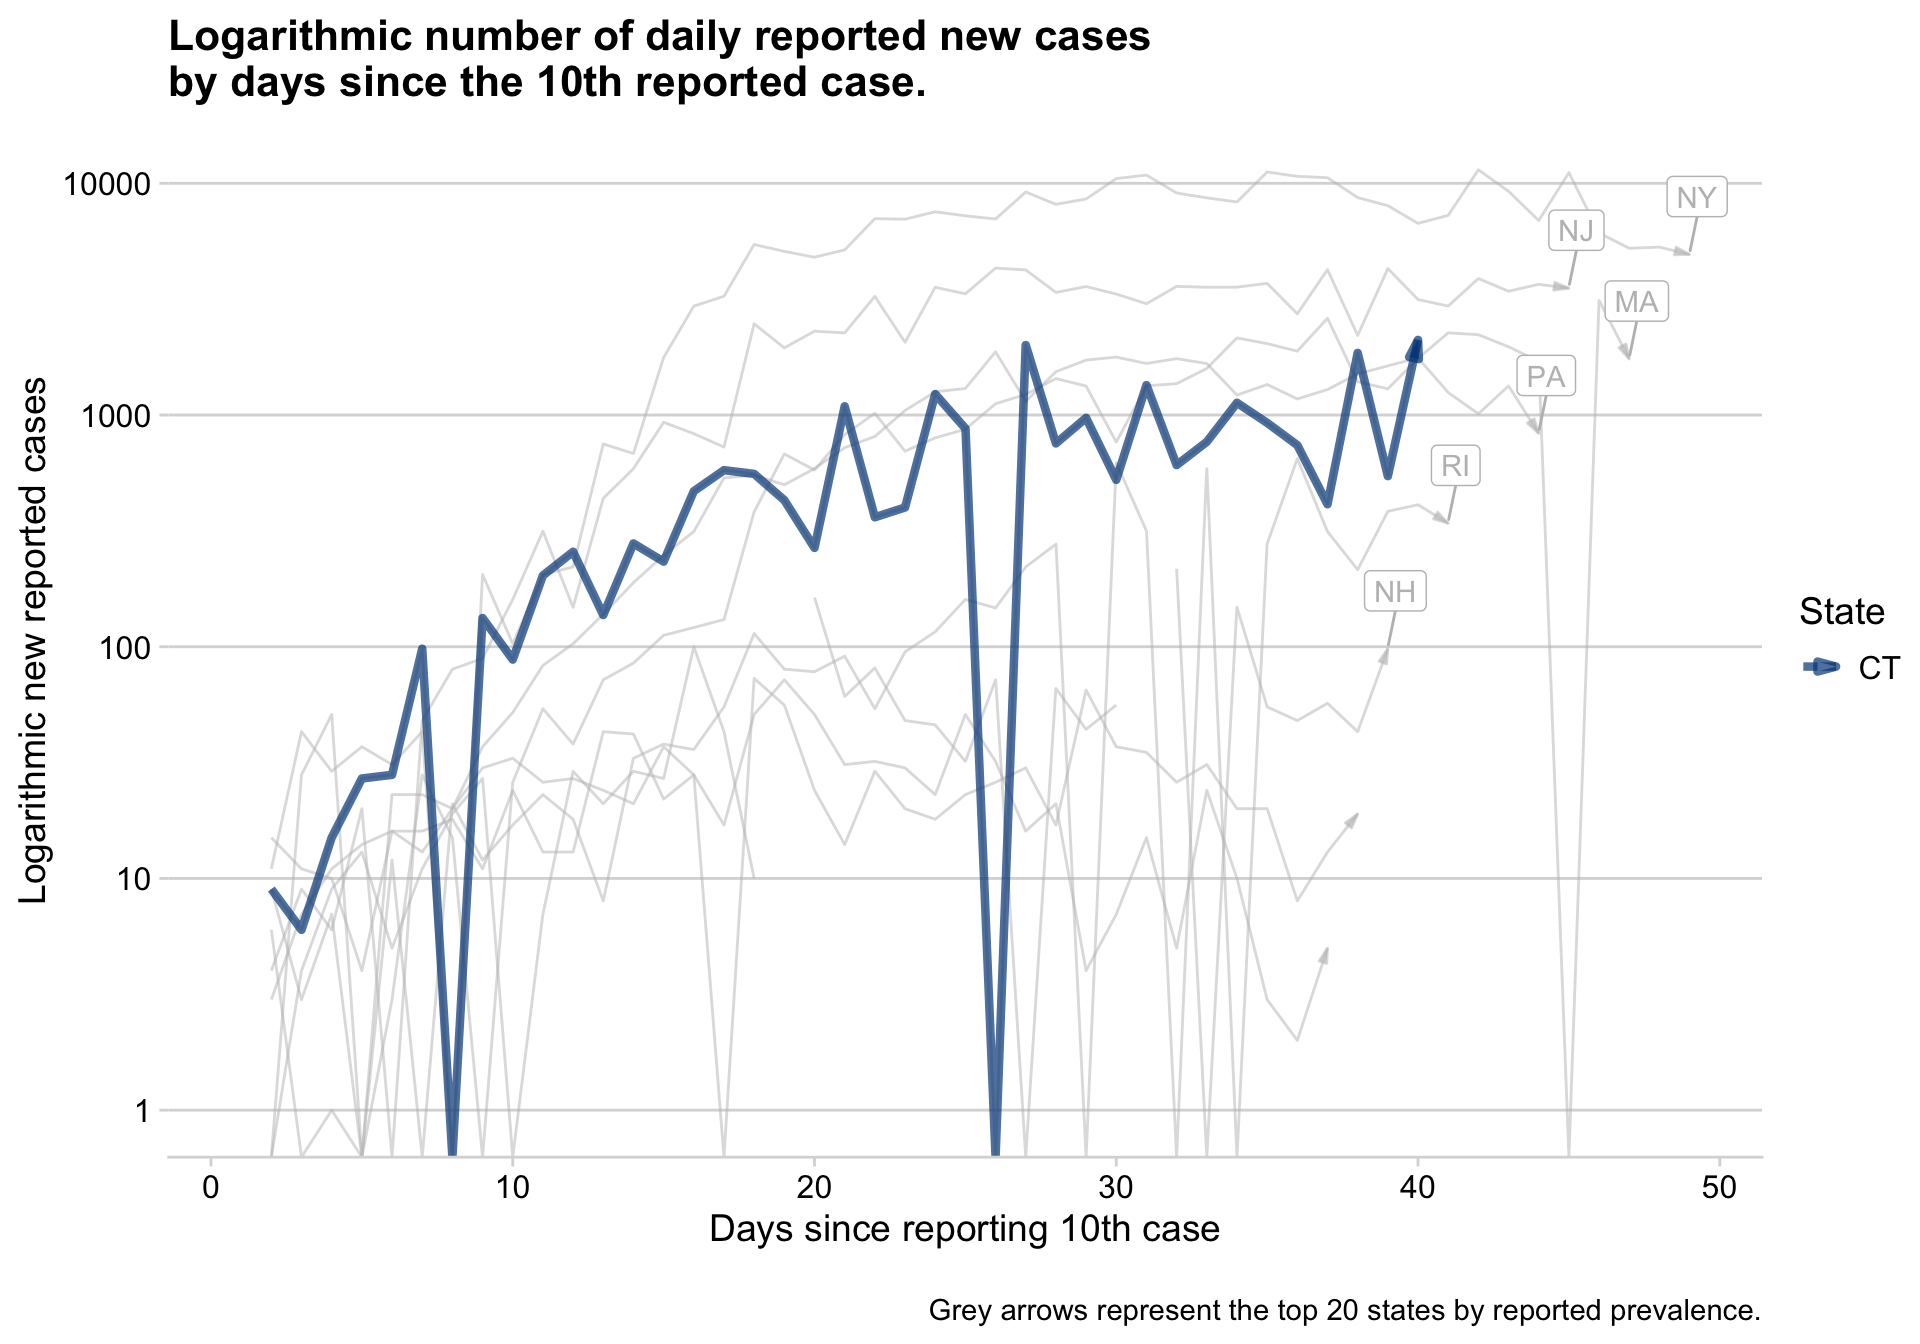 Logarithmic number of daily reported new cases
by days since the 10th reported case.
Logarithmic new reported cases
10000
1000
100
10
1
NY
NJ
MA
PA
RI
NH
State
CT
0
10
20
30
40
50
Days since reporting 10th case
Grey arrows represent the top 20 states by reported prevalence.